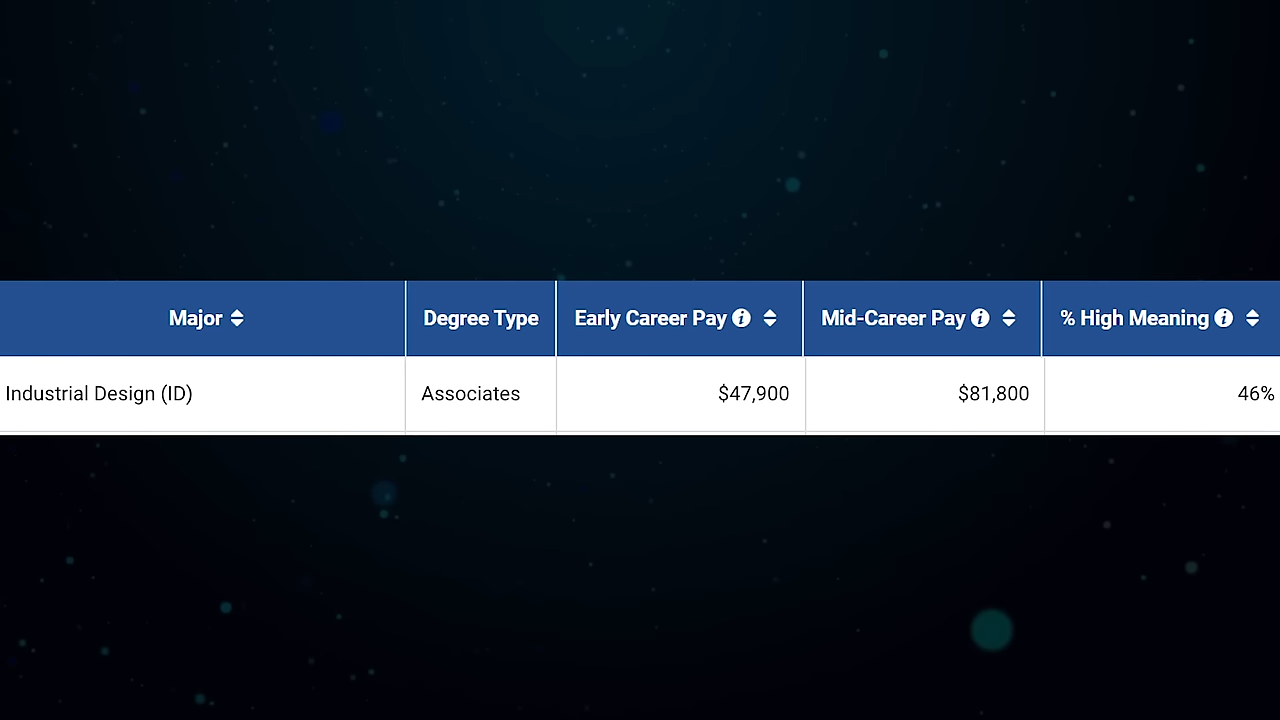 Major Degree Type Early Career Pay Mid-Career Pay % High Meaning
Industrial Design (ID) Associates $47,900 $81,800 46%